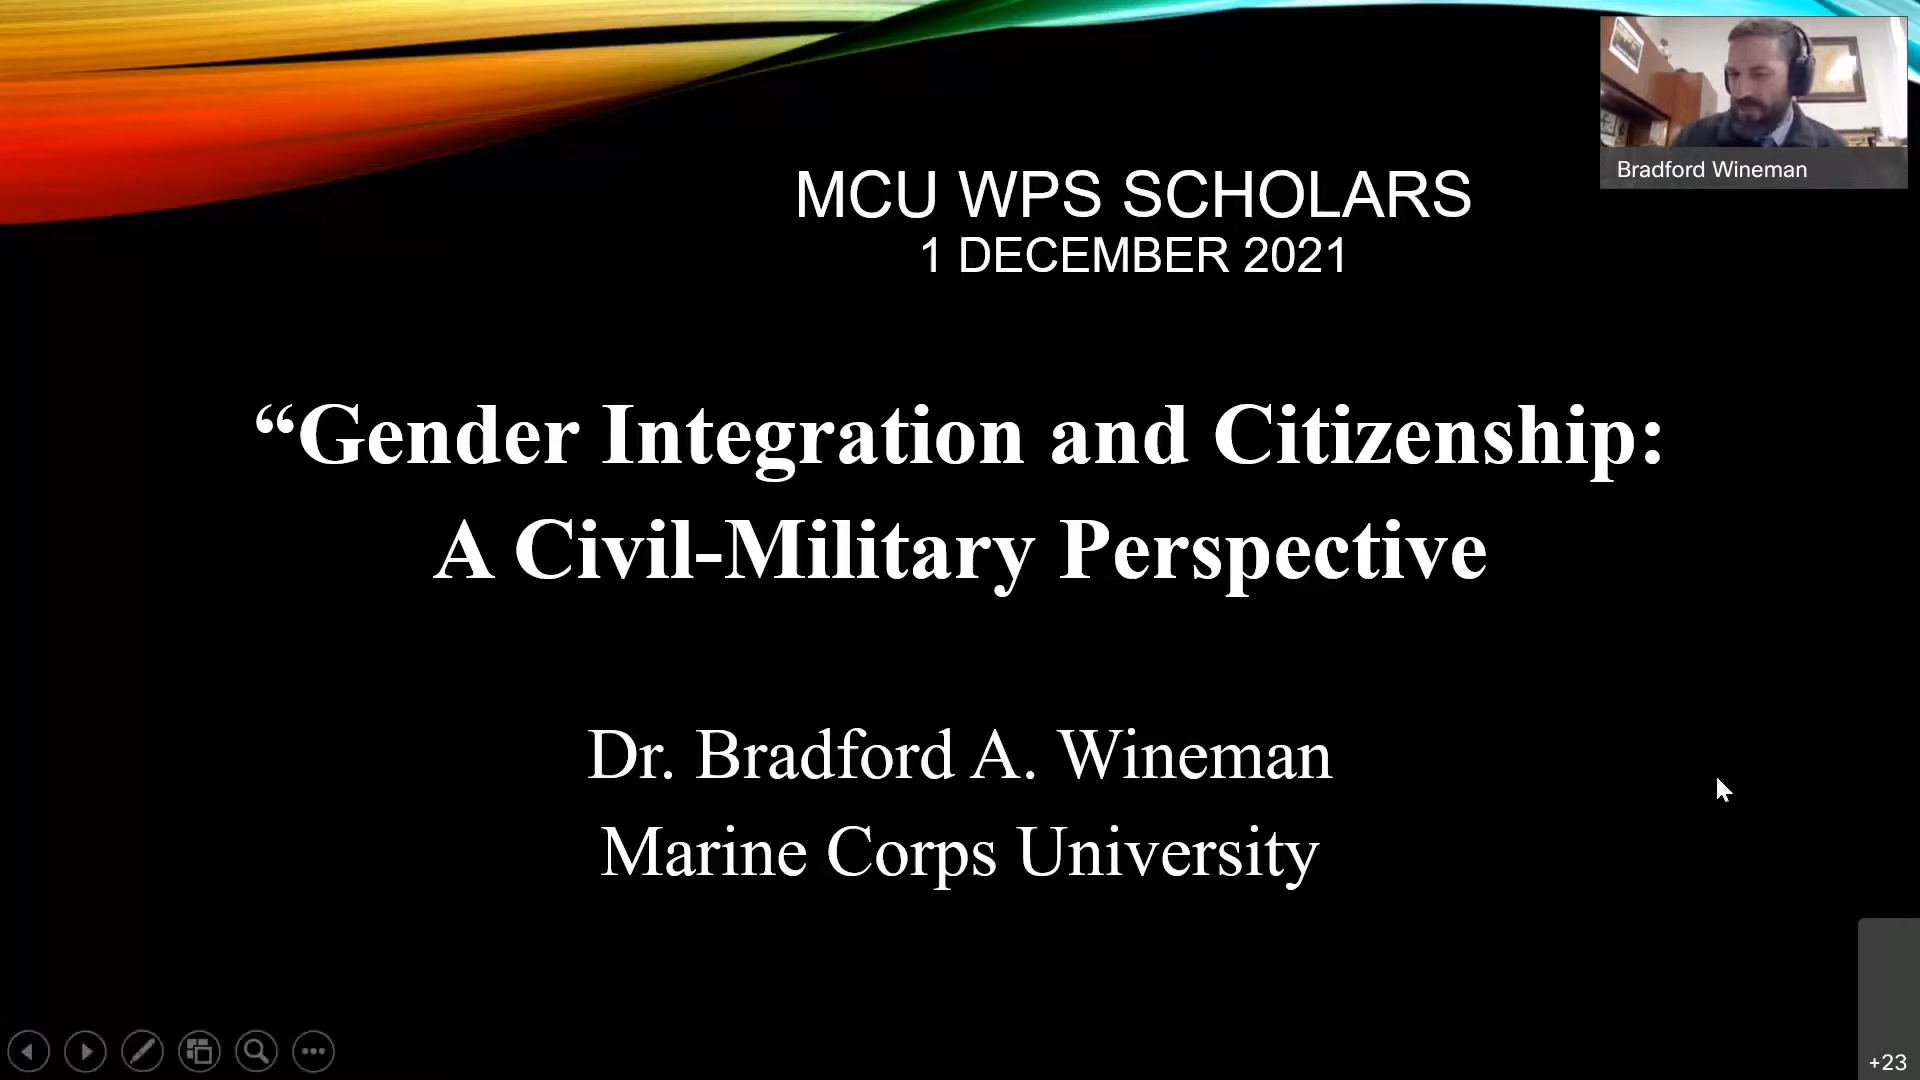 MCU WPS SCHOLARS
1 DECEMBER 2021
Bradford Wineman
“Gender Integration and Citizenship:
A Civil-Military Perspective
Dr. Bradford A. Wineman
Marine Corps University
+23